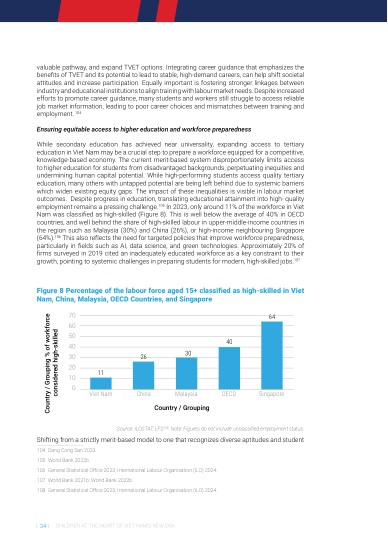 valuable pathway, and expand TVET options. Integrating career guidance that emphasizes the
benefits of TVET and its potential to lead to stable, high-demand careers, can help shift societal
attitudes and increase participation. Equally important is fostering stronger linkages between
industry and educational institutions to align training with labour market needs. Despite increased
efforts to promote career guidance, many students and workers still struggle to access reliable
job market information, leading to poor career choices and mismatches between training and
employment. 104
Ensuring equitable access to higher education and workforce preparedness
While secondary education has achieved near universality, expanding access to tertiary
education in Viet Nam may be a crucial step to prepare a workforce equipped for a competitive,
knowledge-based economy. The current merit-based system disproportionately limits access
to higher education for students from disadvantaged backgrounds, perpetuating inequities and
undermining human capital potential. While high-performing students access quality tertiary
education, many others with untapped potential are being left behind due to systemic barriers
which widen existing equity gaps. The impact of these inequalities is visible in labour market
outcomes. Despite progress in education, translating educational attainment into high- quality
employment remains a pressing challenge.105 In 2023, only around 11% of the workforce in Viet
Nam was classified as high-skilled (Figure 8). This is well below the average of 40% in OECD
countries, and well behind the share of high-skilled labour in upper-middle-income countries in
the region such as Malaysia (30%) and China (26%), or high-income neighbouring Singapore
(64%).106 This also reflects the need for targeted policies that improve workforce preparedness,
particularly in fields such as AI, data science, and green technologies. Approximately 20% of
firms surveyed in 2019 cited an inadequately educated workforce as a key constraint to their
growth, pointing to systemic challenges in preparing students for modern, high-skilled jobs.107
Figure 8 Percentage of the labour force aged 15+ classified as high-skilled in Viet
Nam, China, Malaysia, OECD Countries, and Singapore
Country / Grouping % of workforce
considered high-skilled
70
60
50
40
30
20
10
0
11
26
30
40
64
Viet Nam
China
Malaysia
OECD
Singapore
Country / Grouping
Source: ILOSTAT LFS108. Note: Figures do not include unclassified employment status.
Shifting from a strictly merit-based model to one that recognizes diverse aptitudes and student
104 Dang Cong San 2023.
105 World Bank 2022b.
106 General Statistical Office 2023; International Labour Organisation (ILO) 2024.
107 World Bank 2021b; World Bank 2022b.
108 General Statistical Office 2023; International Labour Organisation (ILO) 2024.
| 34 | CHILDREN AT THE HEART OF VIET NAM'S NEW ERA